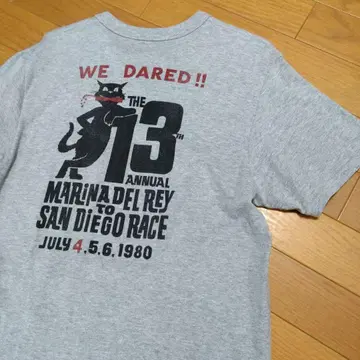 WE DARED!!
THE
13TH
ANNUAL
MARINA DEL REY
TO
SAN DIEGO RACE
JULY 4,5,6,1980